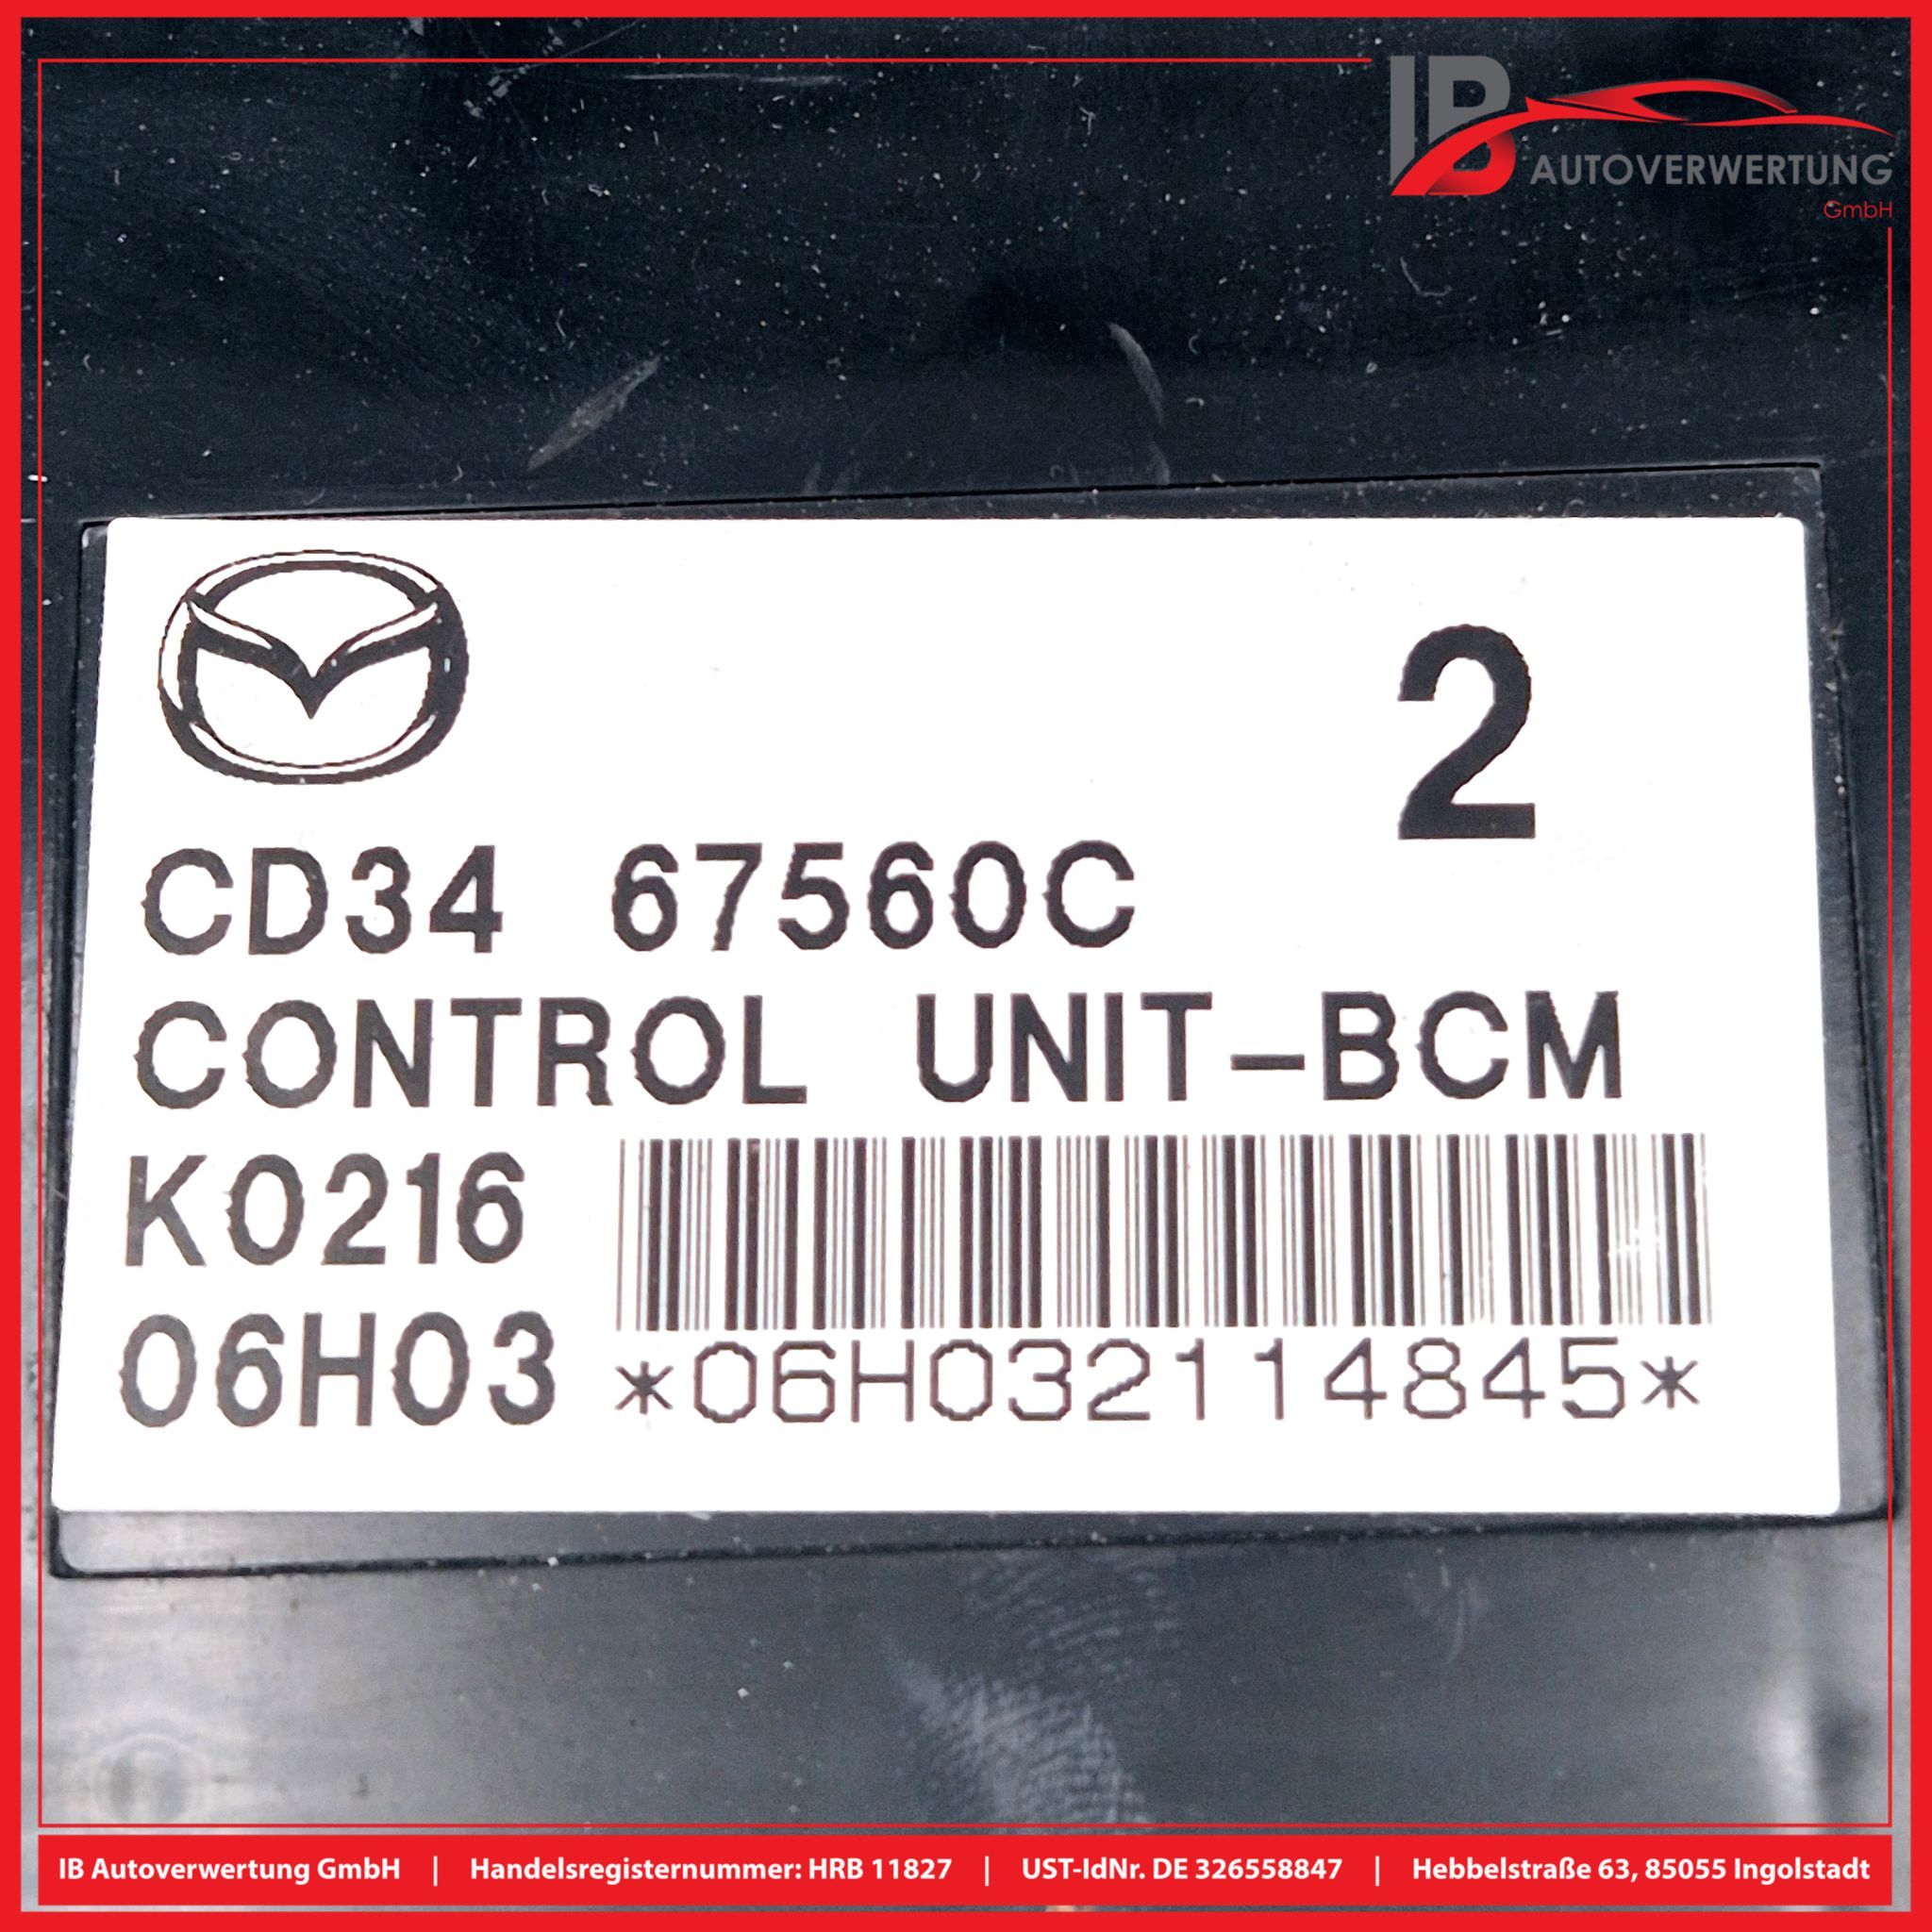 IB
AUTOVERWERTUNG
GmbH
2
CD34 67560C
CONTROL UNIT-BCM
K0216
06H03 *06H032114845*
IB Autoverwertung GmbH | Handelsregisternummer: HRB 11827 | UST-IdNr. DE 326558847 | Hebbelstraße 63, 85055 Ingolstadt